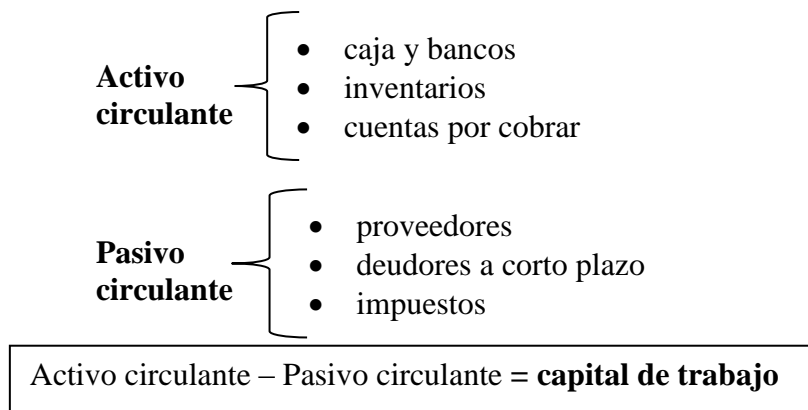 Activo
circulante
• caja y bancos
• inventarios
• cuentas por cobrar
Pasivo
circulante
• proveedores
• deudores a corto plazo
• impuestos
Activo circulante – Pasivo circulante = capital de trabajo